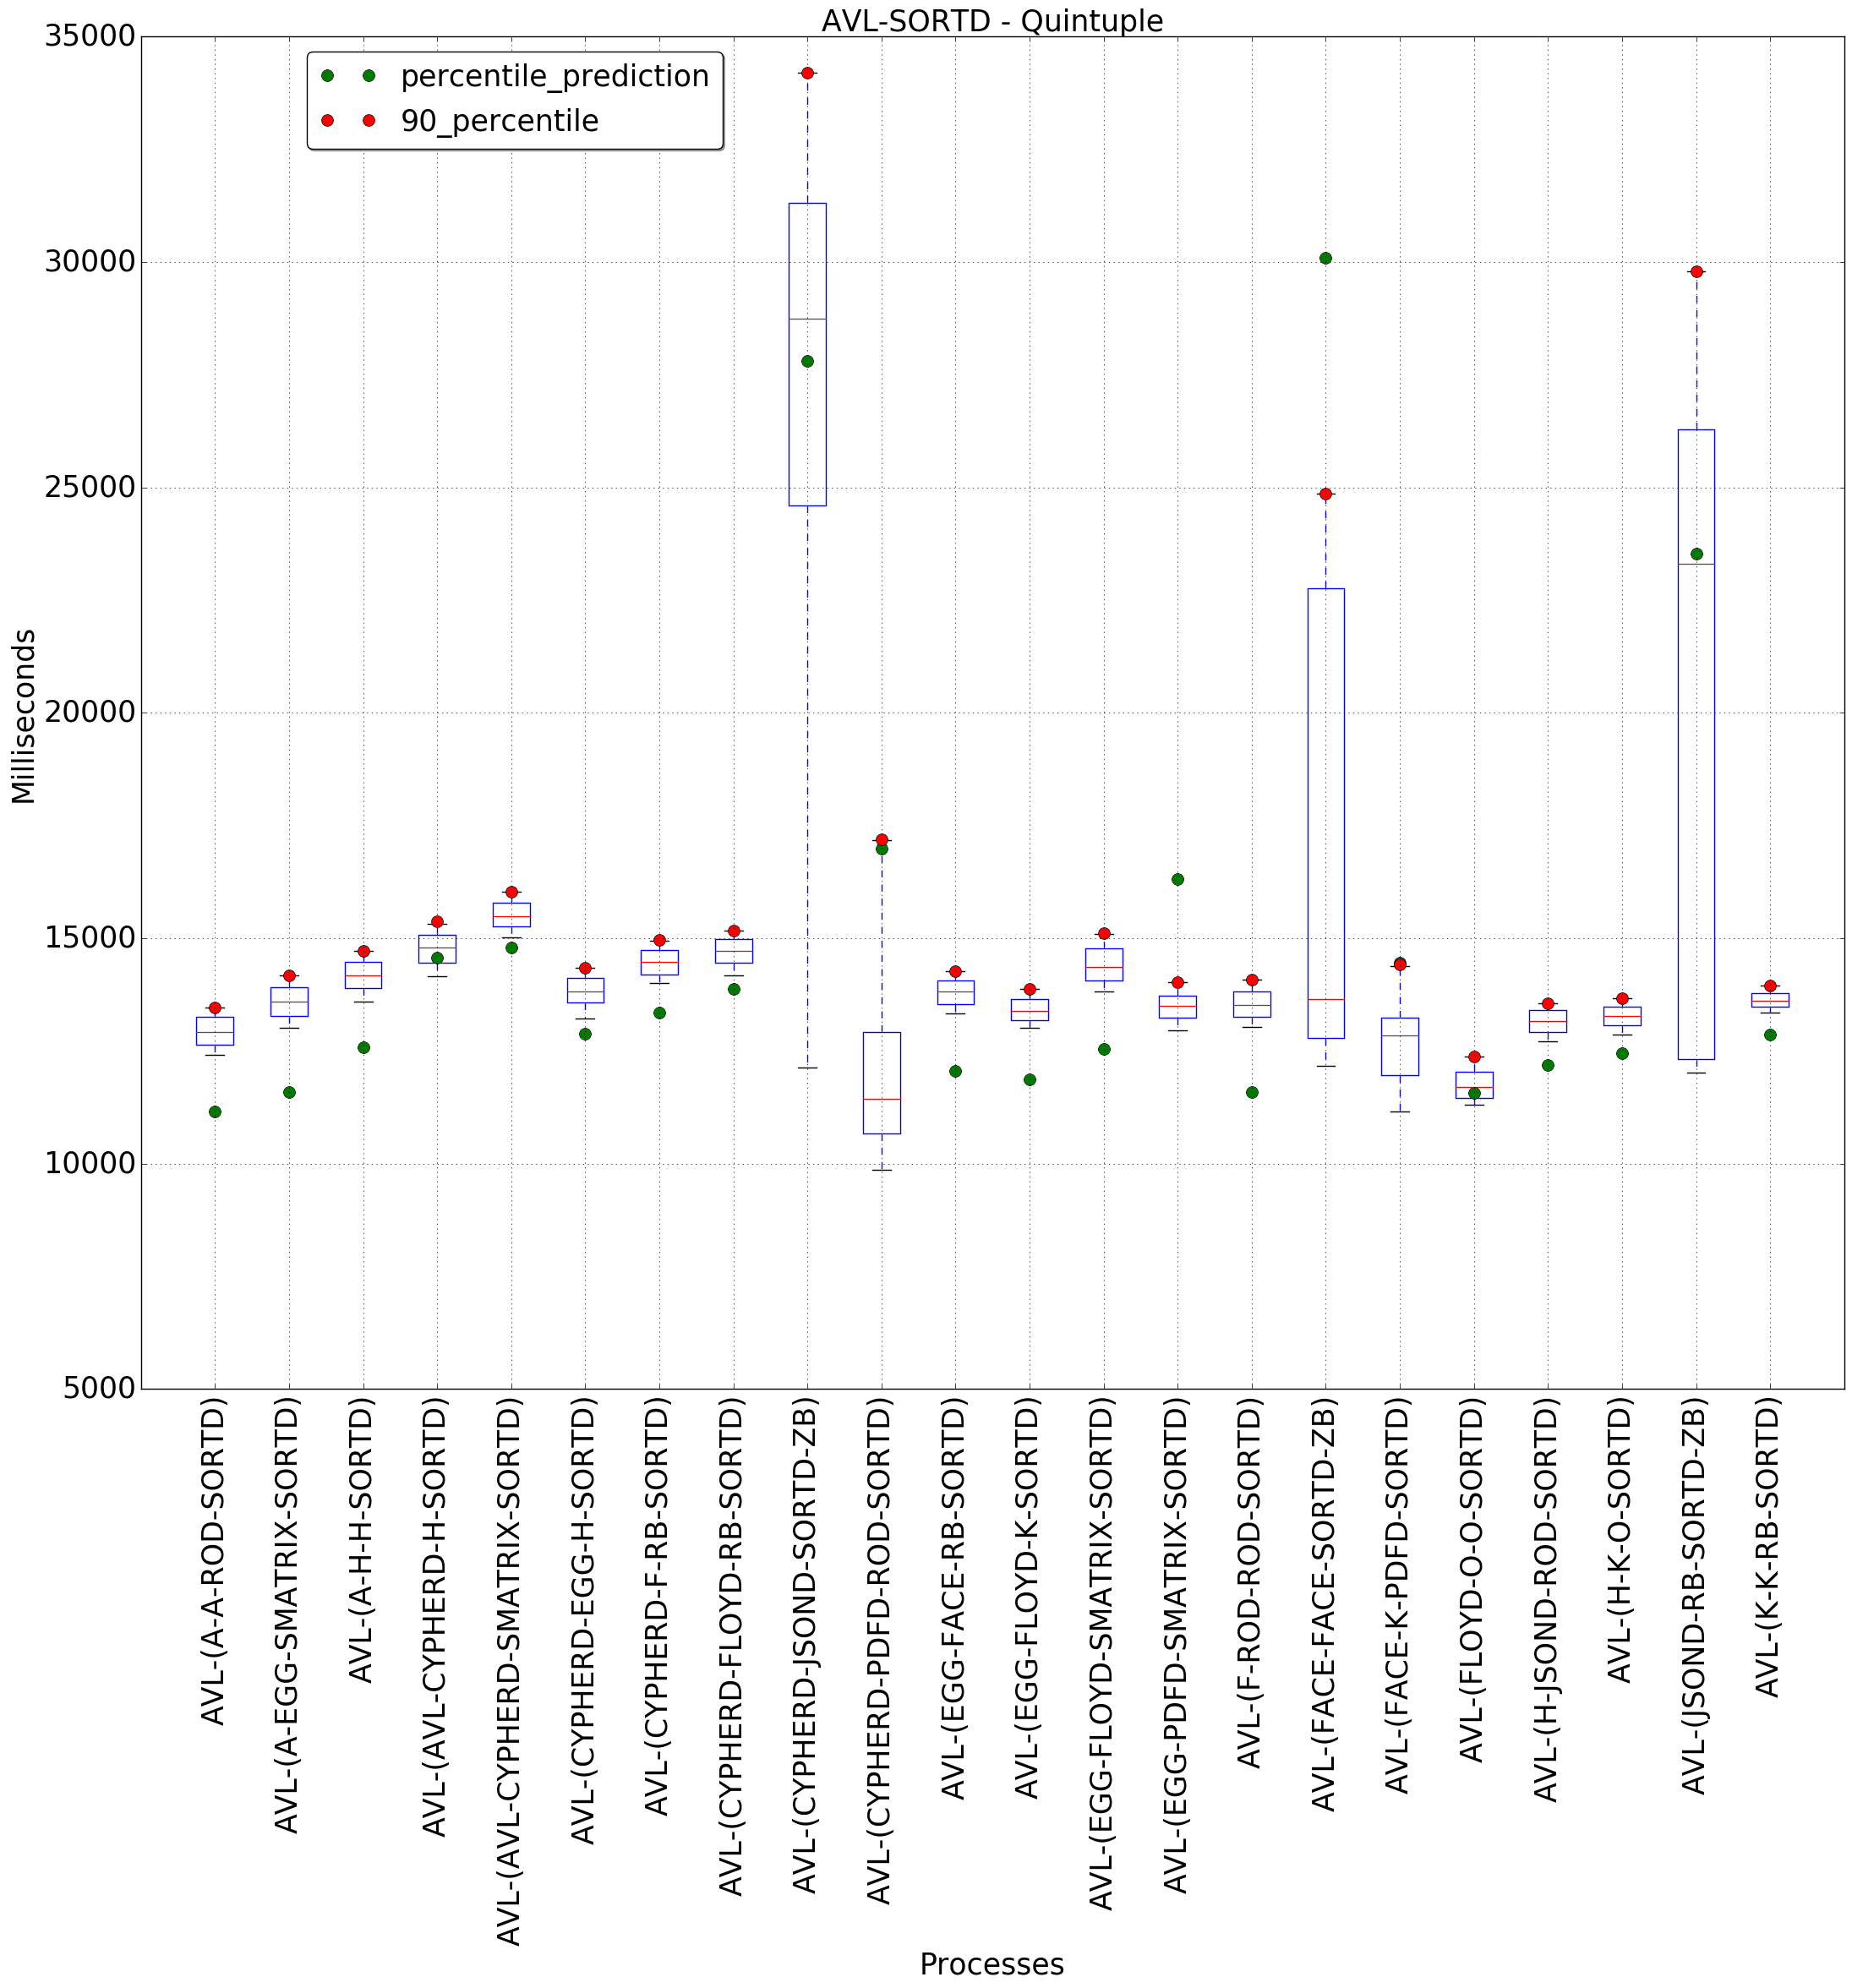 AVL-SORTD - Quintuple
percentile_prediction
90_percentile
35000
30000
25000
20000
15000
10000
5000
Milliseconds
AVL-(A-A-ROD-SORTD)
AVL-(A-EGG-SMATRIX-SORTD)
AVL-(A-H-H-SORTD)
AVL-(AVL-CYPHERD-H-SORTD)
AVL-(AVL-CYPHERD-SMATRIX-SORTD)
AVL-(CYPHERD-EGG-H-SORTD)
AVL-(CYPHERD-F-RB-SORTD)
AVL-(CYPHERD-FLOYD-RB-SORTD)
AVL-(CYPHERD-JSOND-SORTD-ZB)
AVL-(CYPHERD-PDFD-ROD-SORTD)
AVL-(EGG-FACE-RB-SORTD)
AVL-(EGG-FLOYD-K-SORTD)
AVL-(EGG-FLOYD-SMATRIX-SORTD)
AVL-(EGG-PDFD-SMATRIX-SORTD)
AVL-(F-ROD-ROD-SORTD)
AVL-(FACE-FACE-SORTD-ZB)
AVL-(FACE-K-PDFD-SORTD)
AVL-(FLOYD-O-O-SORTD)
AVL-(H-JSOND-ROD-SORTD)
AVL-(H-K-O-SORTD)
AVL-(JSOND-RB-SORTD-ZB)
AVL-(K-K-RB-SORTD)
Processes